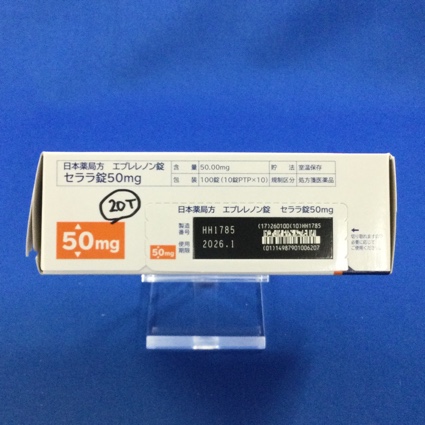 日本薬局方 エプレレノン錠
セララ錠50mg
含 量 50.00mg 貯 法 室温保存
包 装 100錠(10錠PTP×10) 規制区分 処方箋医薬品
20T
50mg
日本薬局方 エプレレノン錠 セララ錠50mg
50mg
製造番号 HH1785
使用期限 2026.1
(17)260100(10)HH1785
(01)14987901006207